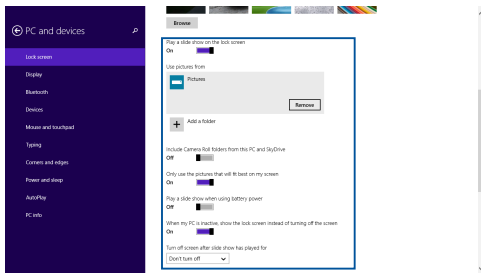 PC and devices
Lock screen
Display
Bluetooth
Devices
Mouse and touchpad
Typing
Corners and edges
Power and sleep
AutoPlay
PC info
Browse
Play a slide show on the lock screen
On
Use pictures from
Pictures
Remove
Add a folder
Include Camera Roll folders from this PC and SkyDrive
Off
Only use the pictures that will fit best on my screen
On
Play a slide show when using battery power
Off
When my PC is inactive, show the lock screen instead of turning off the screen
On
Turn off screen after slide show has played for
Don't turn off